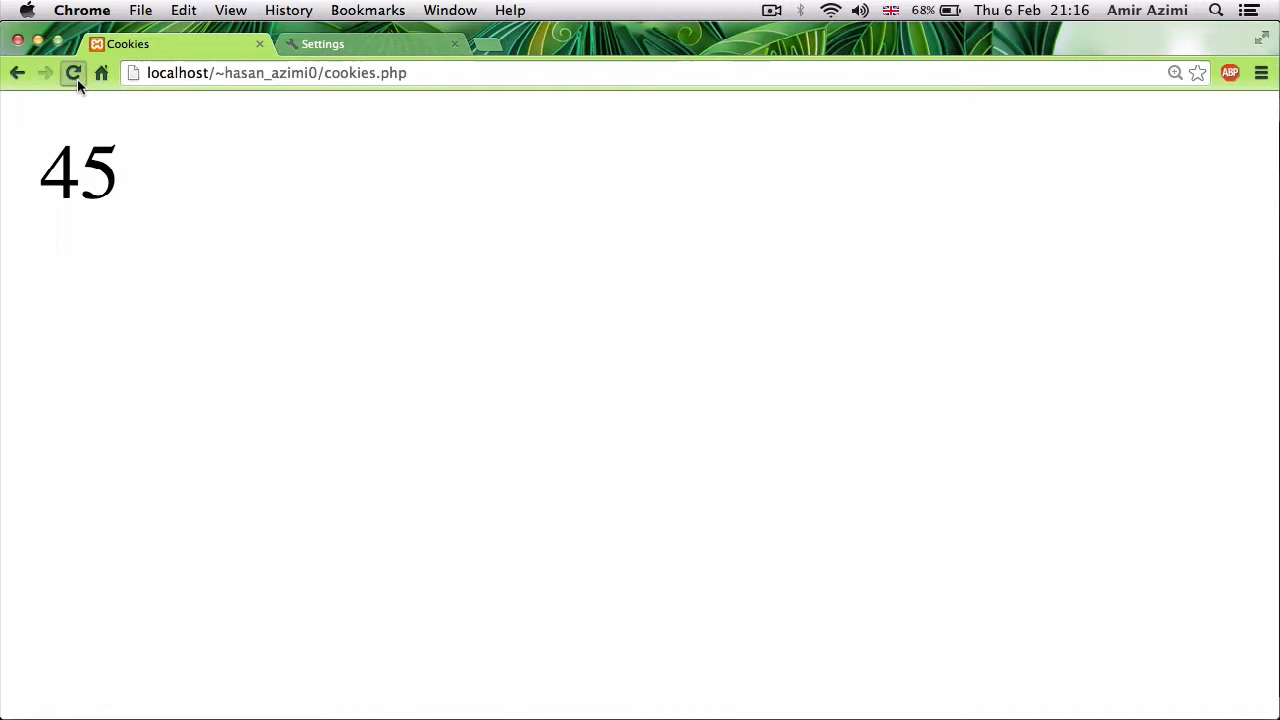 Chrome File Edit View History Bookmarks Window Help 68% Thu 6 Feb 21:16 Amir Azimi
Cookies Settings
localhost/~hasan_azimi0/cookies.php ABP
45